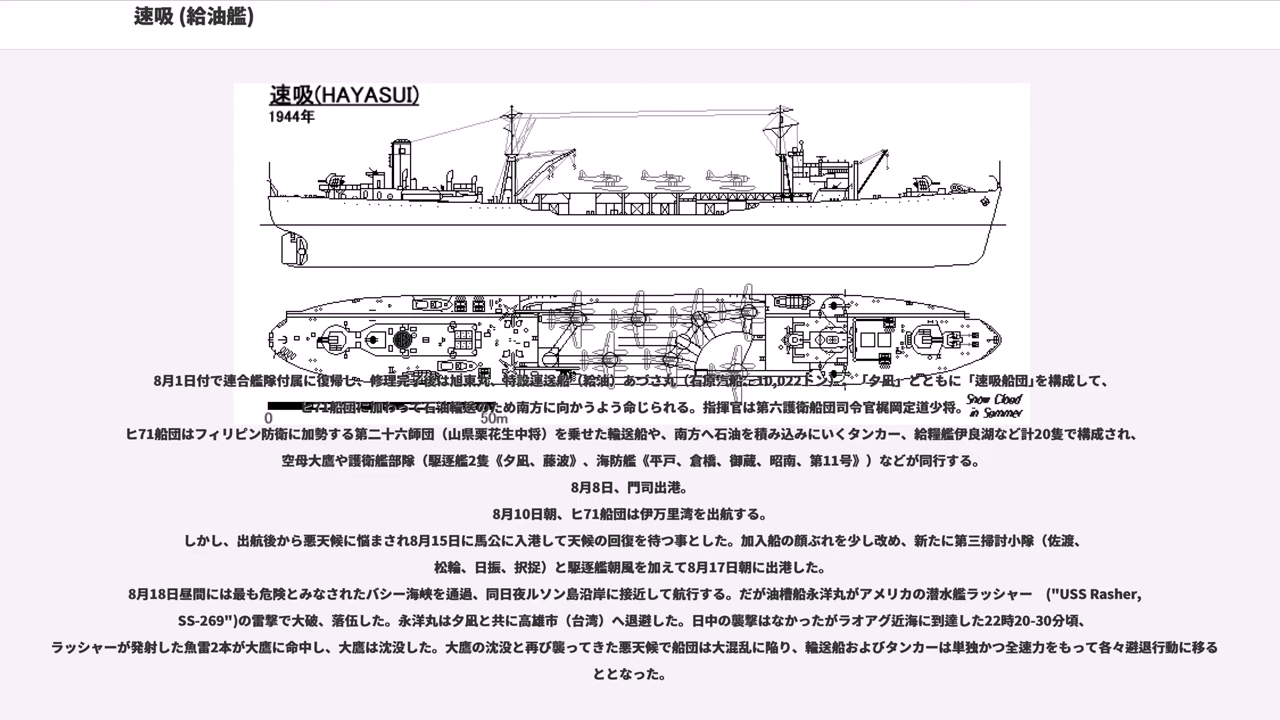 速吸 (給油艦)
速吸(HAYASUI)
1944年
8月1日付で連合艦隊付属に復帰し、修理完了後は旭東丸、特設運送船（給油）あづさ丸（石原汽船、10,022トン）、「夕凪」とともに「速吸船団」を構成して、
ヒ71船団に加わって石油輸送のため南方に向かうよう命じられる。指揮官は第六護衛船団司令官梶岡定道少将。
Snow Cloud
in Summer
0
50m
ヒ71船団はフィリピン防衛に加勢する第二十六師団（山県栗花生中将）を乗せた輸送船や、南方へ石油を積み込みにいくタンカー、給糧艦伊良湖など計20隻で構成され、
空母大鷹や護衛艦部隊（駆逐艦2隻《夕凪、藤波》、海防艦《平戸、倉橋、御蔵、昭南、第11号》）などが同行する。
8月8日、門司出港。
8月10日朝、ヒ71船団は伊万里湾を出航する。
しかし、出航後から悪天候に悩まされ8月15日に馬公に入港して天候の回復を待つ事とした。加入船の顔ぶれを少し改め、新たに第三掃討小隊（佐渡、
松輪、日振、択捉）と駆逐艦朝風を加えて8月17日朝に出港した。
8月18日昼間には最も危険とみなされたバシー海峡を通過、同日夜ルソン島沿岸に接近して航行する。だが油槽船永洋丸がアメリカの潜水艦ラッシャー　("USS Rasher,
SS-269")の雷撃で大破、落伍した。永洋丸は夕凪と共に高雄市（台湾）へ退避した。日中の襲撃はなかったがラオアグ近海に到達した22時20-30分頃、
ラッシャーが発射した魚雷2本が大鷹に命中し、大鷹は沈没した。大鷹の沈没と再び襲ってきた悪天候で船団は大混乱に陥り、輸送船およびタンカーは単独かつ全速力をもって各々避退行動に移る
ととなった。